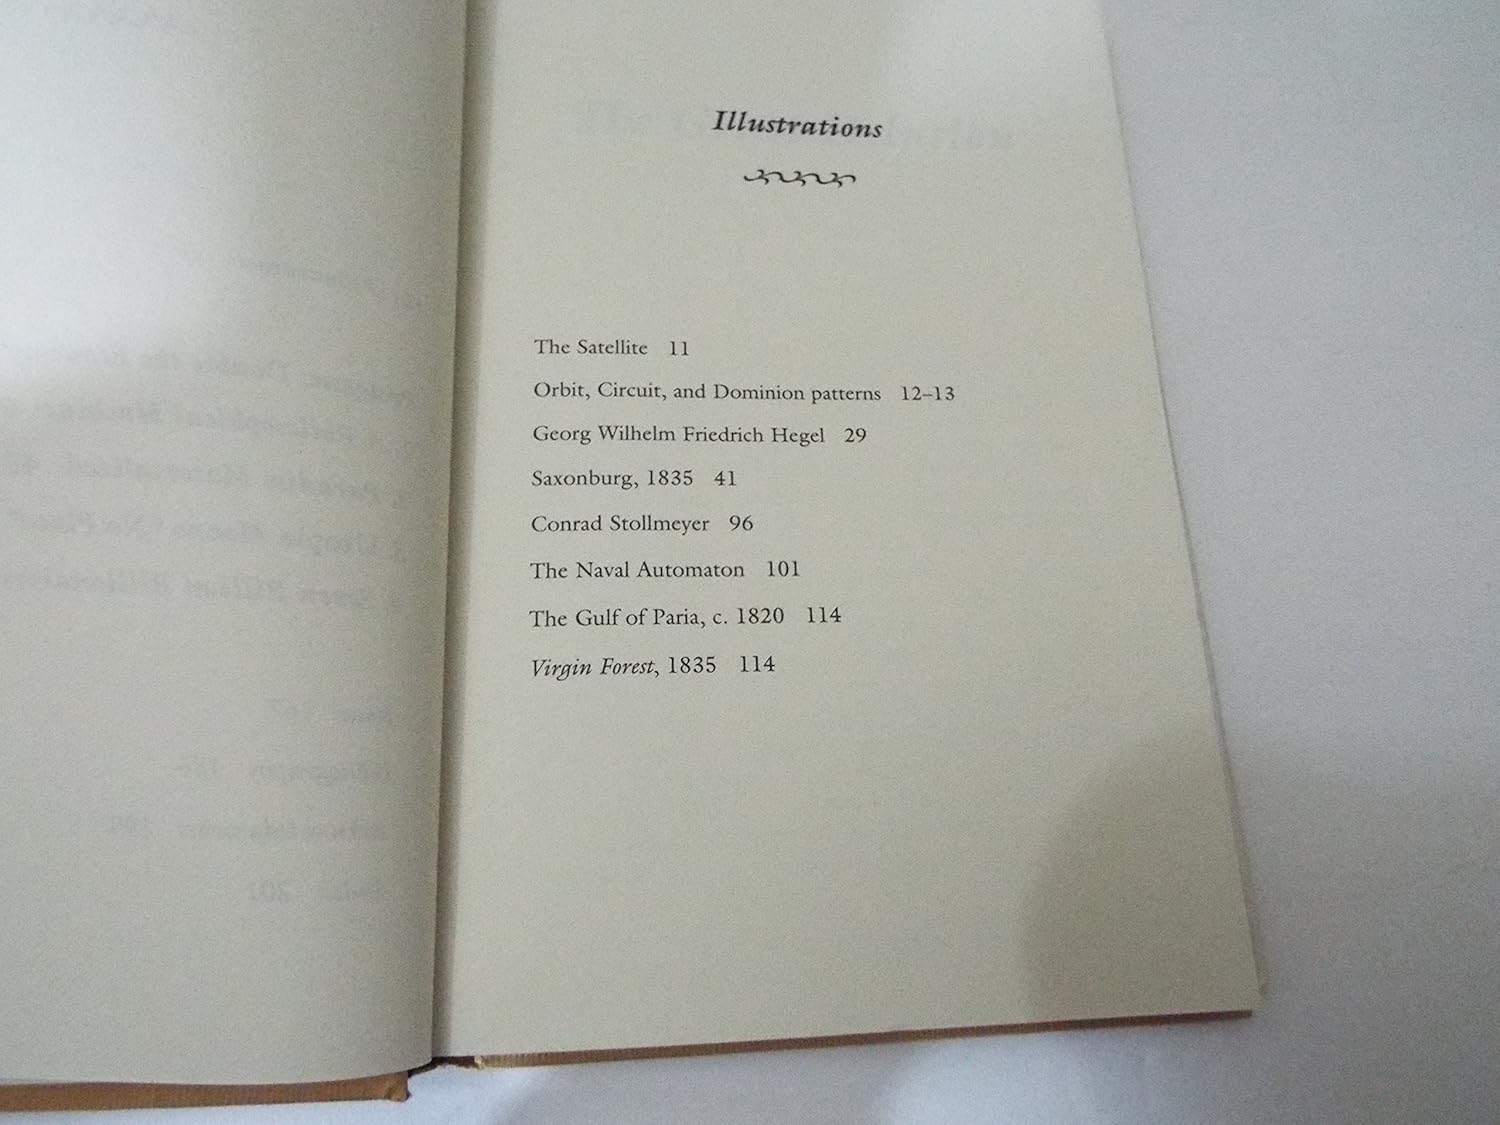 Illustrations
The Satellite 11
Orbit, Circuit, and Dominion patterns 12–13
Georg Wilhelm Friedrich Hegel 29
Saxonburg, 1835 41
Conrad Stollmeyer 96
The Naval Automaton 101
The Gulf of Paria, c. 1820 114
Virgin Forest, 1835 114